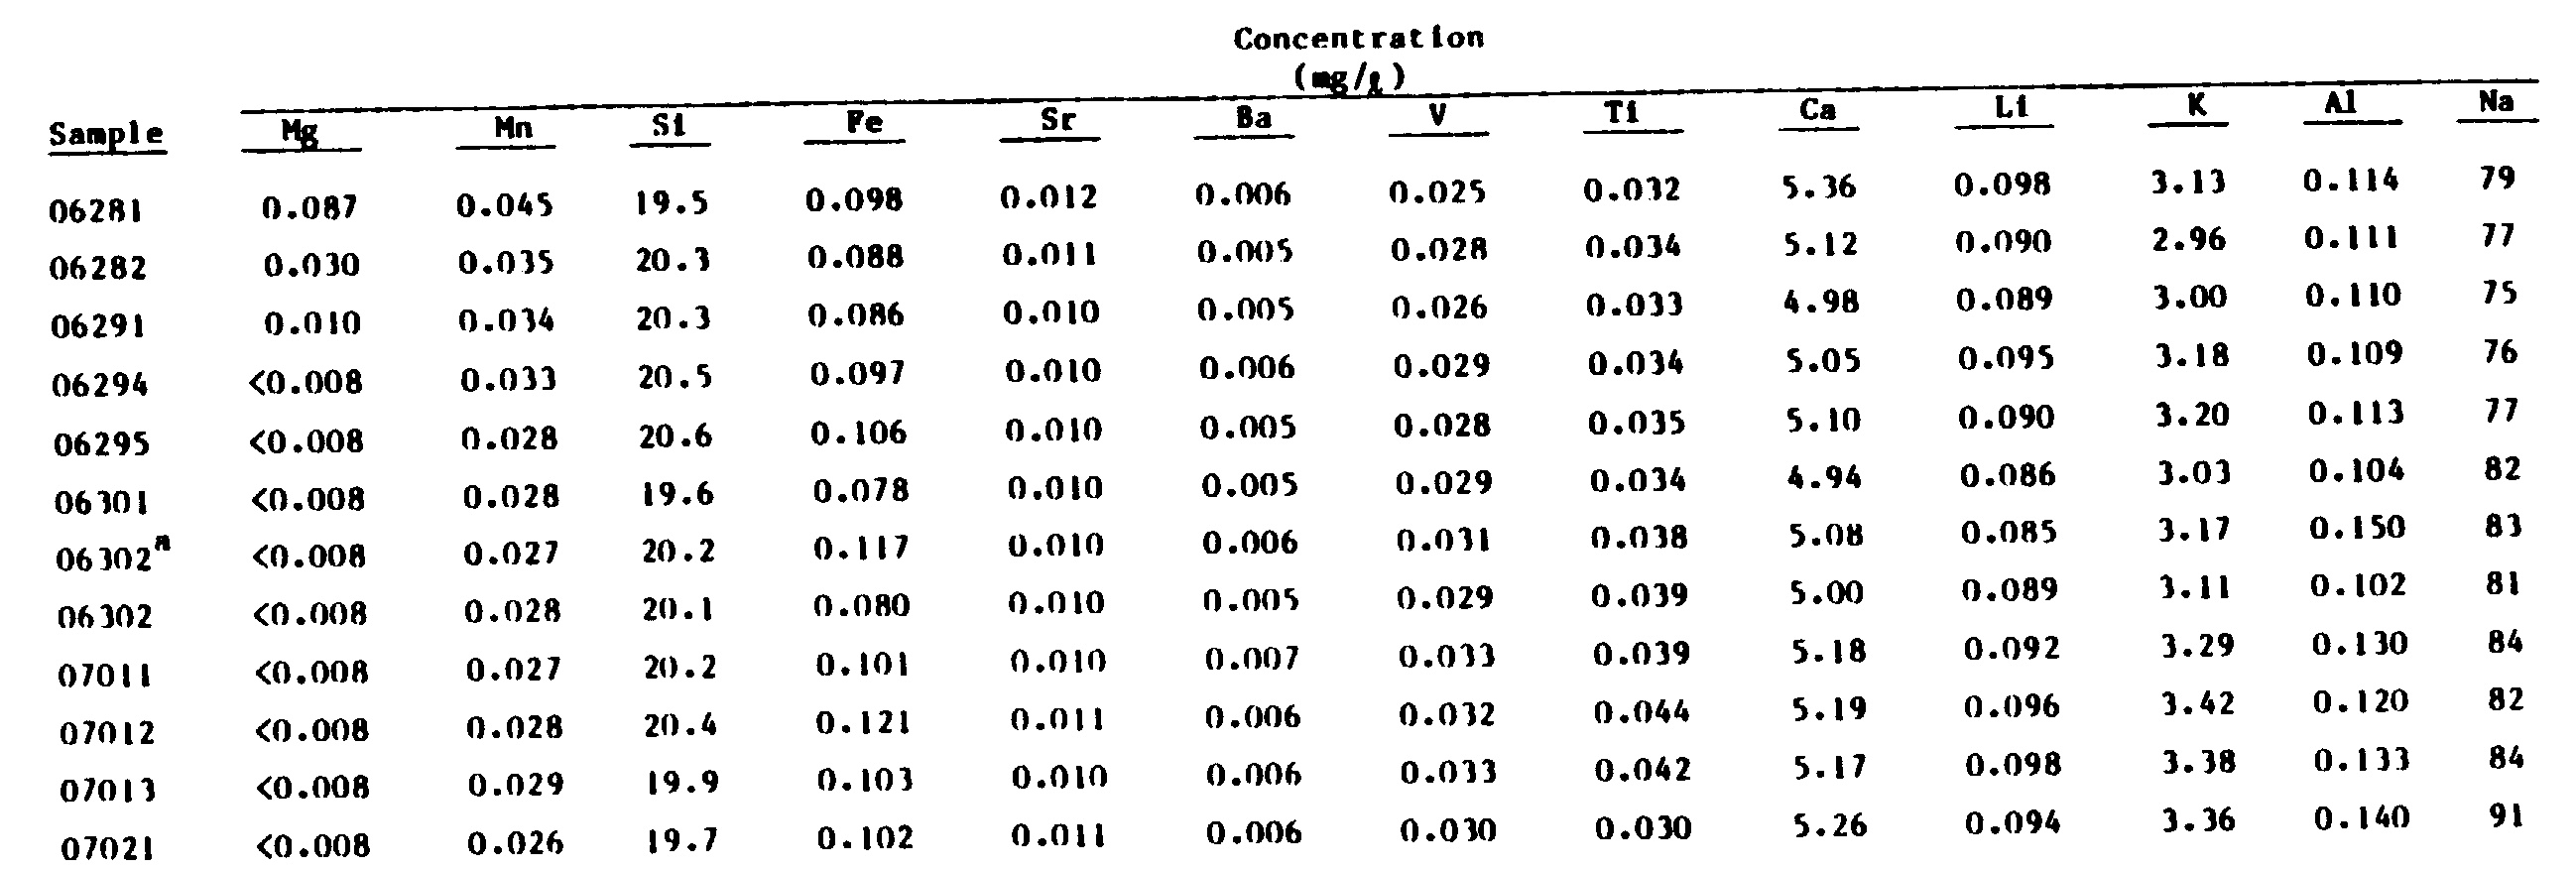 Concentration
(mg/ℓ)
Sample Mg Mn Si Fe Sr Ba V Ti Ca Li K Al Na
06281 0.087 0.045 19.5 0.098 0.012 0.006 0.025 0.032 5.36 0.098 3.13 0.114 79
06282 0.030 0.035 20.3 0.088 0.011 0.005 0.028 0.034 5.12 0.090 2.96 0.111 77
06291 0.010 0.034 20.3 0.086 0.010 0.005 0.026 0.033 4.98 0.089 3.00 0.110 75
06294 <0.008 0.033 20.5 0.097 0.010 0.006 0.029 0.034 5.05 0.095 3.18 0.109 76
06295 <0.008 0.028 20.6 0.106 0.010 0.005 0.028 0.035 5.10 0.090 3.20 0.113 77
06301 <0.008 0.028 19.6 0.078 0.010 0.005 0.029 0.034 4.94 0.086 3.03 0.104 82
06302ª <0.008 0.027 20.2 0.117 0.010 0.006 0.031 0.038 5.08 0.085 3.17 0.150 83
06302 <0.008 0.028 20.1 0.080 0.010 0.005 0.029 0.039 5.00 0.089 3.11 0.102 81
07011 <0.008 0.027 20.2 0.101 0.010 0.007 0.033 0.039 5.18 0.092 3.29 0.130 84
07012 <0.008 0.028 20.4 0.121 0.011 0.006 0.032 0.044 5.19 0.096 3.42 0.120 82
07013 <0.008 0.029 19.9 0.103 0.010 0.006 0.033 0.042 5.17 0.098 3.38 0.133 84
07021 <0.008 0.026 19.7 0.102 0.011 0.006 0.030 0.030 5.26 0.094 3.36 0.140 91